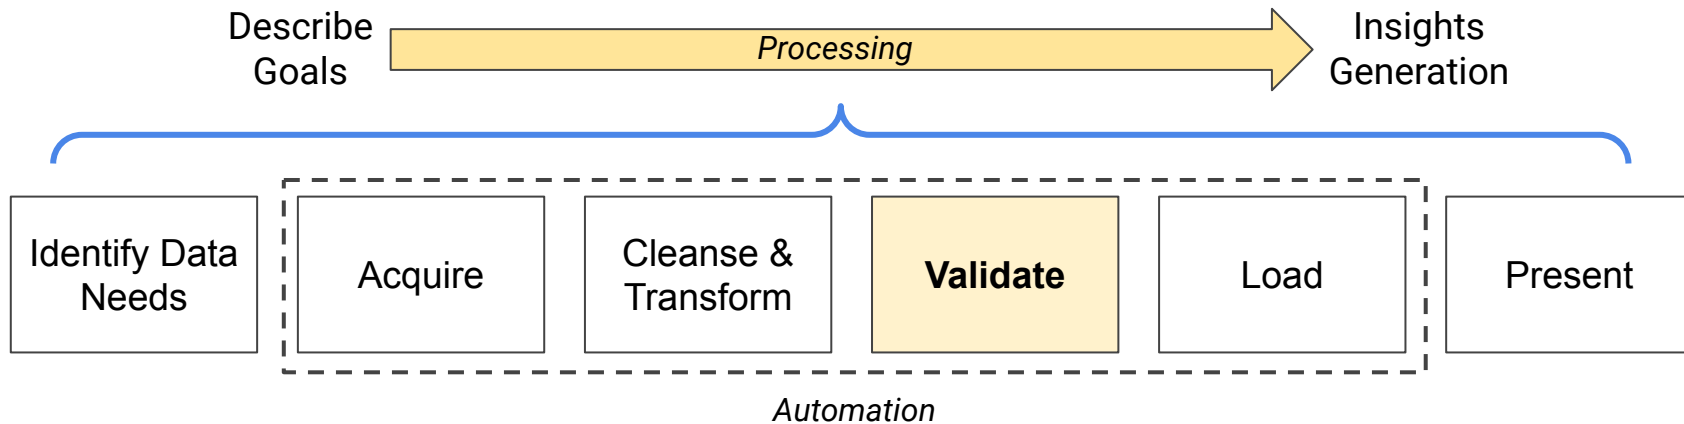 Describe
Goals
Processing
Insights
Generation
Identify Data
Needs
Acquire
Cleanse &
Transform
Validate
Load
Present
Automation